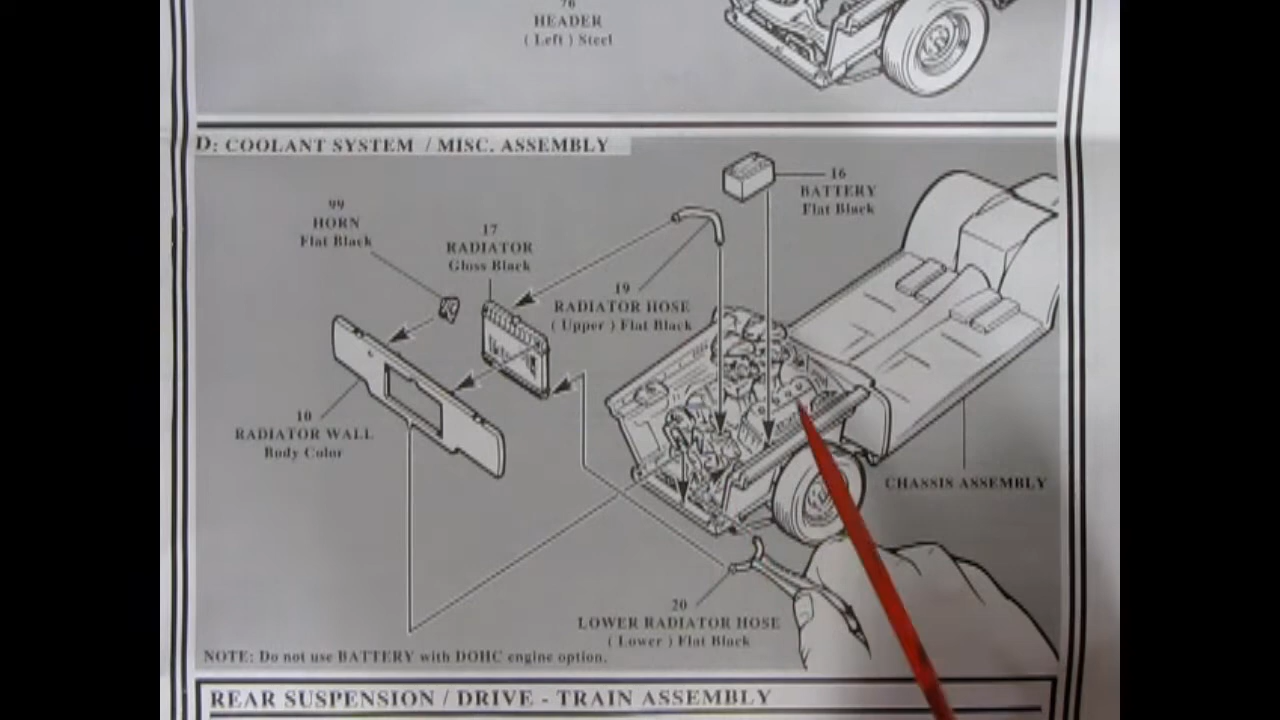 76
HEADER
( Left ) Steel
D: COOLANT SYSTEM / MISC. ASSEMBLY
16
BATTERY
Flat Black
99
HORN
Flat Black
17
RADIATOR
Gloss Black
19
RADIATOR HOSE
( Upper ) Flat Black
10
RADIATOR WALL
Body Color
CHASSIS ASSEMBLY
20
LOWER RADIATOR HOSE
( Lower ) Flat Black
NOTE: Do not use BATTERY with DOHC engine option.
REAR SUSPENSION / DRIVE - TRAIN ASSEMBLY